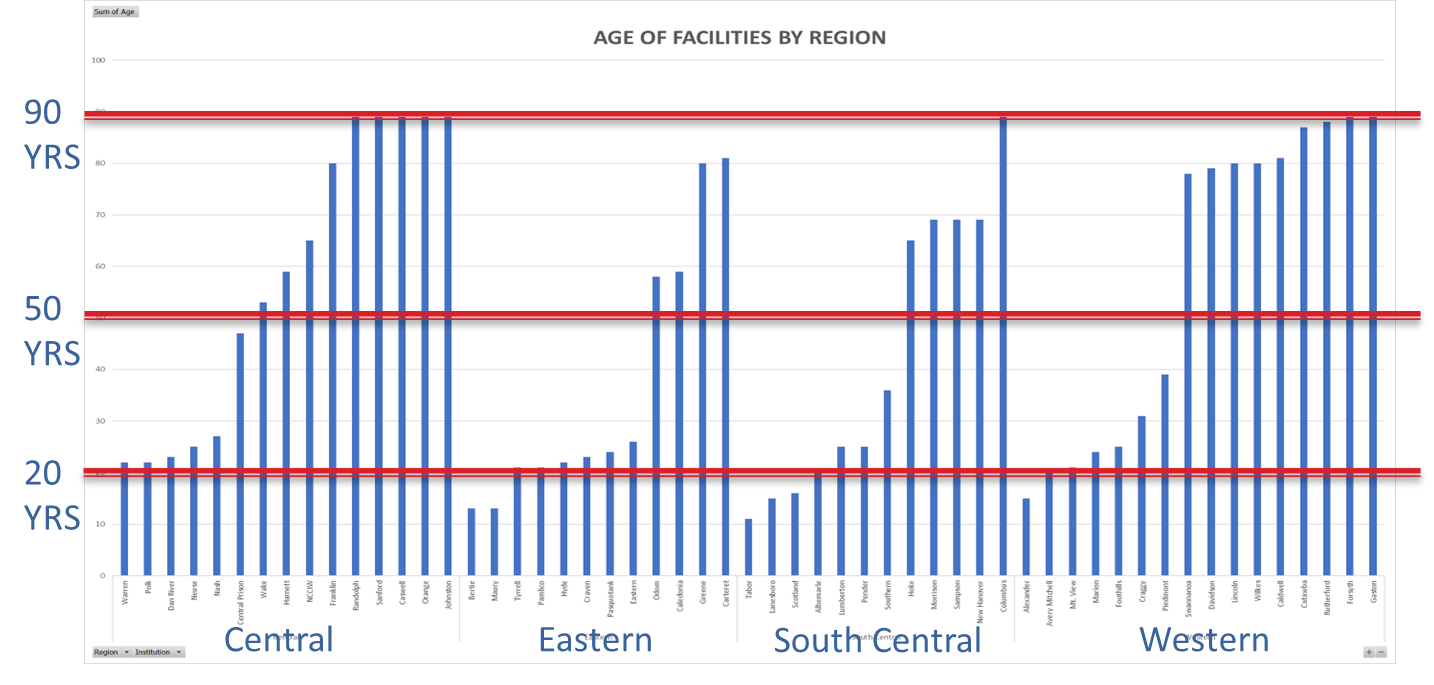 Sum of Age
AGE OF FACILITIES BY REGION
100
90
YRS
80
70
60
50
YRS
40
30
20
YRS
10
0
Warren
Polk
Dan River
Neuse
Nash
Central Prison
Wake
Harnett
NCCIW
Franklin
Randolph
Sanford
Caswell
Orange
Johnston
Bertie
Maury
Tyrrell
Pamlico
Hyde
Craven
Pasquotank
Eastern
Odom
Caledonia
Greene
Carteret
Tabor
Lanesboro
Scotland
Albemarle
Lumberton
Pender
Southern
Hoke
Morrison
Sampson
New Hanover
Columbus
Alexander
Avery Mitchell
Mt. View
Marion
Foothills
Craggy
Piedmont
Swannanoa
Davidson
Lincoln
Wilkes
Caldwell
Catawba
Rutherford
Forsyth
Gaston
Central
Eastern
South Central
Western
Region
Institution